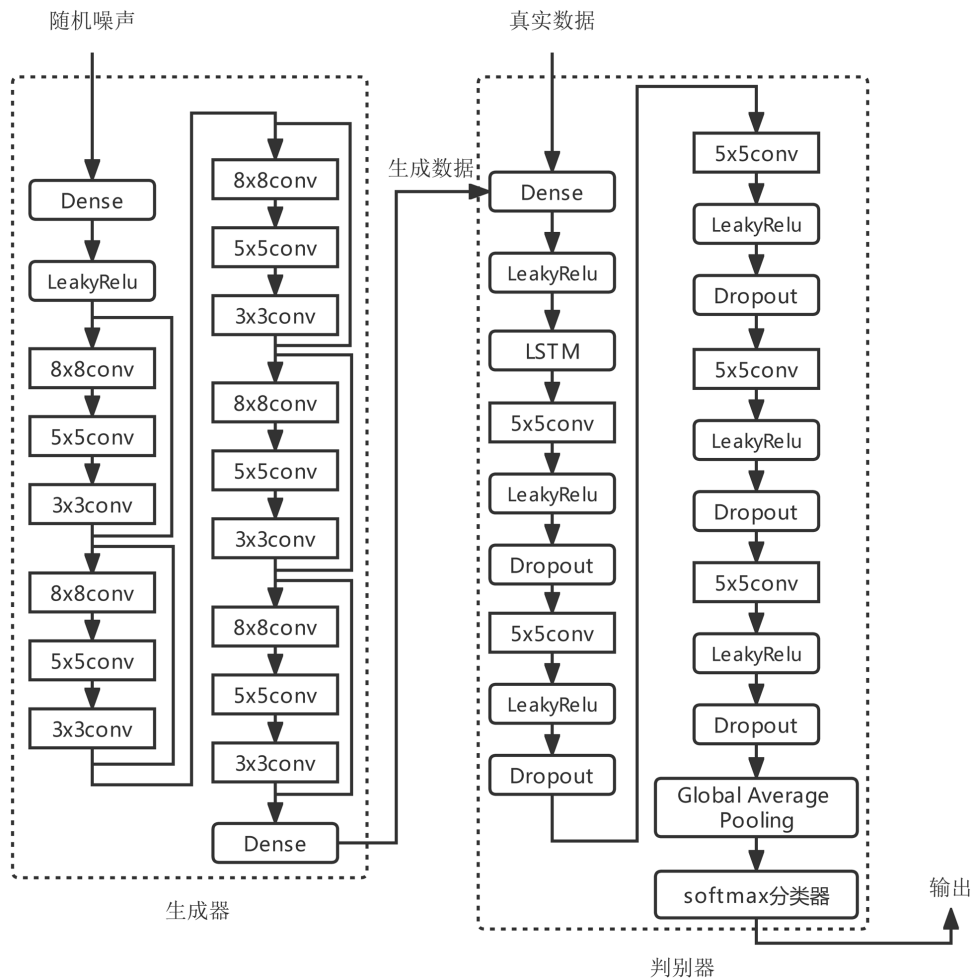 随机噪声
Dense
LeakyRelu
8x8conv
5x5conv
3x3conv
8x8conv
5x5conv
3x3conv
8x8conv
5x5conv
3x3conv
8x8conv
5x5conv
3x3conv
8x8conv
5x5conv
3x3conv
Dense
生成器
生成数据
真实数据
Dense
LeakyRelu
LSTM
5x5conv
LeakyRelu
Dropout
5x5conv
LeakyRelu
Dropout
5x5conv
LeakyRelu
Dropout
5x5conv
LeakyRelu
Dropout
5x5conv
LeakyRelu
Dropout
Global Average
Pooling
softmax分类器
判别器
输出